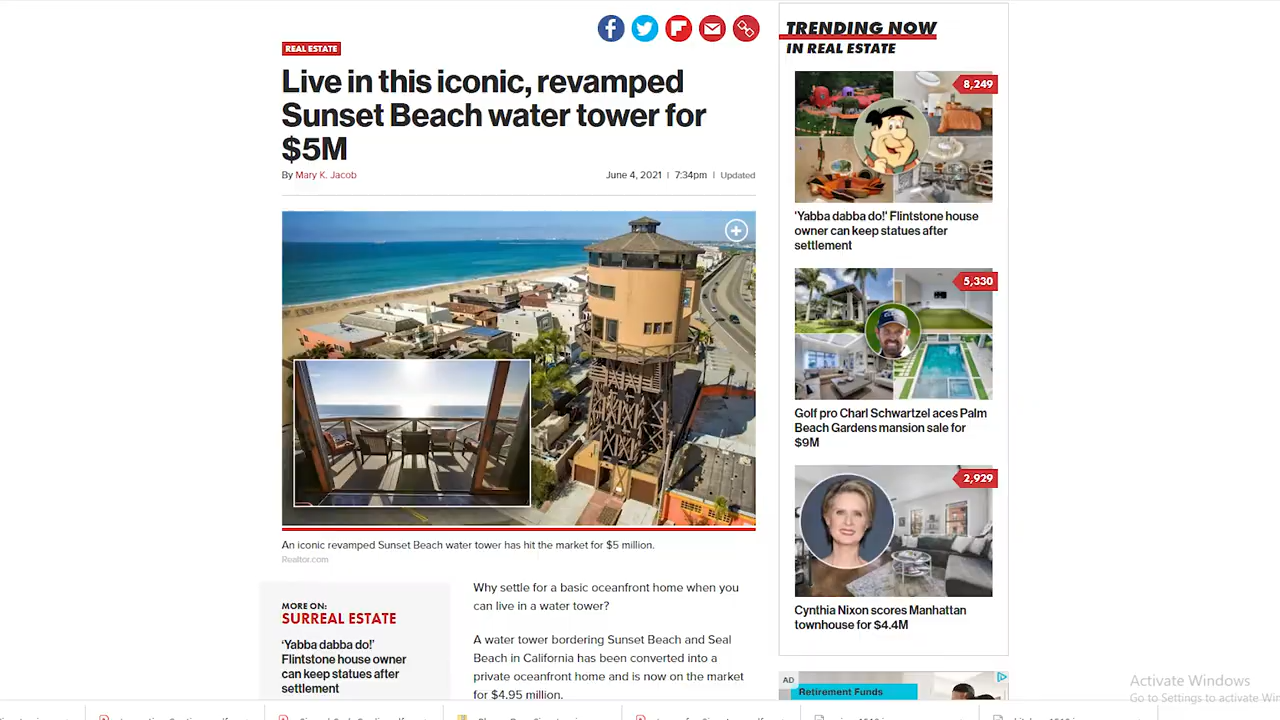 REAL ESTATE
Live in this iconic, revamped
Sunset Beach water tower for
$5M
By Mary K. Jacob
June 4, 2021 | 7:34pm | Updated
An iconic revamped Sunset Beach water tower has hit the market for $5 million.
Realtor.com
MORE ON:
SURREAL ESTATE
‘Yabba dabba do!’
Flintstone house owner
can keep statues after
settlement
Why settle for a basic oceanfront home when you
can live in a water tower?
A water tower bordering Sunset Beach and Seal
Beach in California has been converted into a
private oceanfront home and is now on the market
for $4.95 million.
TRENDING NOW
IN REAL ESTATE
8,249
'Yabba dabba do!' Flintstone house
owner can keep statues after
settlement
5,330
Golf pro Charl Schwartzel aces Palm
Beach Gardens mansion sale for
$9M
2,929
Cynthia Nixon scores Manhattan
townhouse for $4.4M
AD
Retirement Funds
Activate Windows
Go to Settings to activate Win